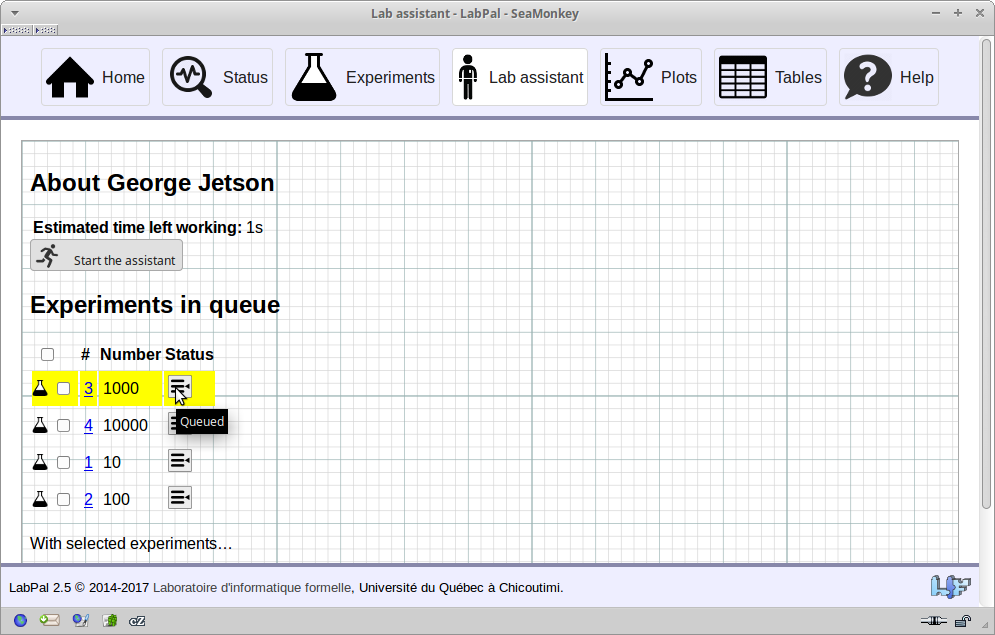 Lab assistant - LabPal - SeaMonkey
Home Status Experiments Lab assistant Plots Tables Help
About George Jetson
Estimated time left working: 1s
Start the assistant
Experiments in queue
# Number Status
3 1000
Queued
4 10000
1 10
2 100
With selected experiments…
LabPal 2.5 © 2014-2017 Laboratoire d'informatique formelle, Université du Québec à Chicoutimi.
LIF
cZ